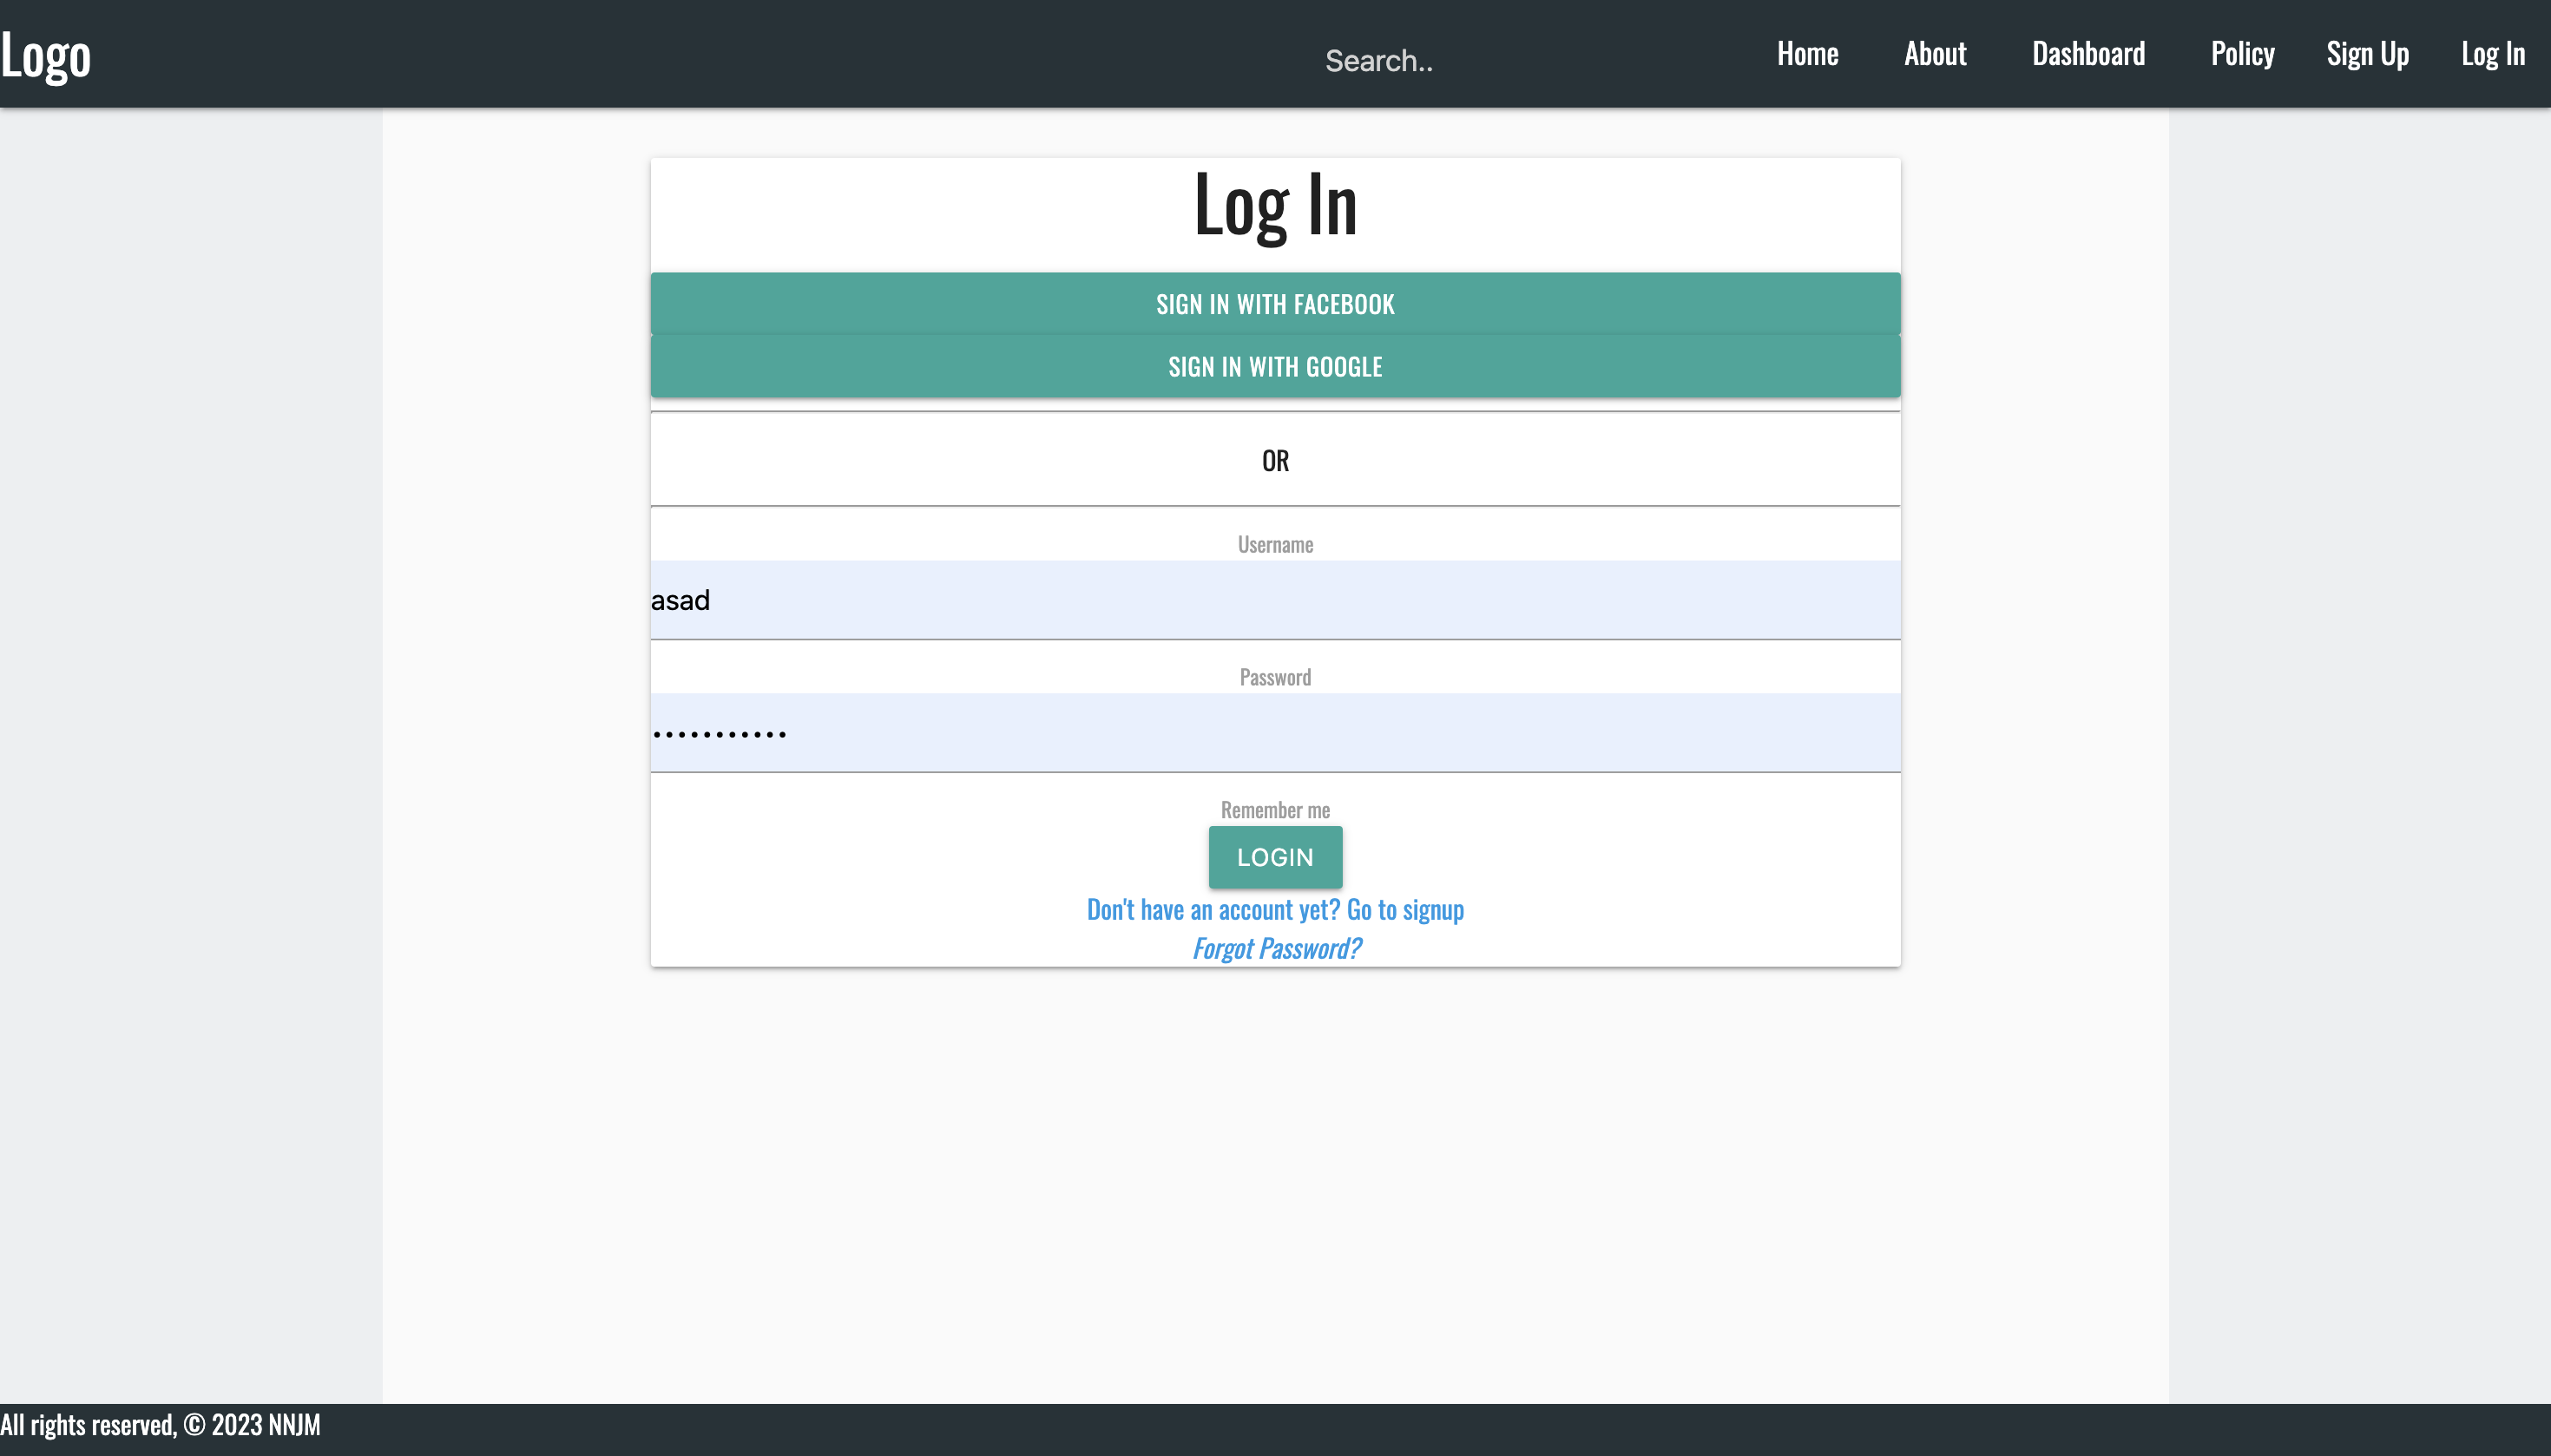 Logo
Search..
Home About Dashboard Policy Sign Up Log In
Log In
SIGN IN WITH FACEBOOK
SIGN IN WITH GOOGLE
OR
Username
asad
Password
•••••••••••
Remember me
LOGIN
Don't have an account yet? Go to signup
Forgot Password?
All rights reserved, © 2023 NNJM